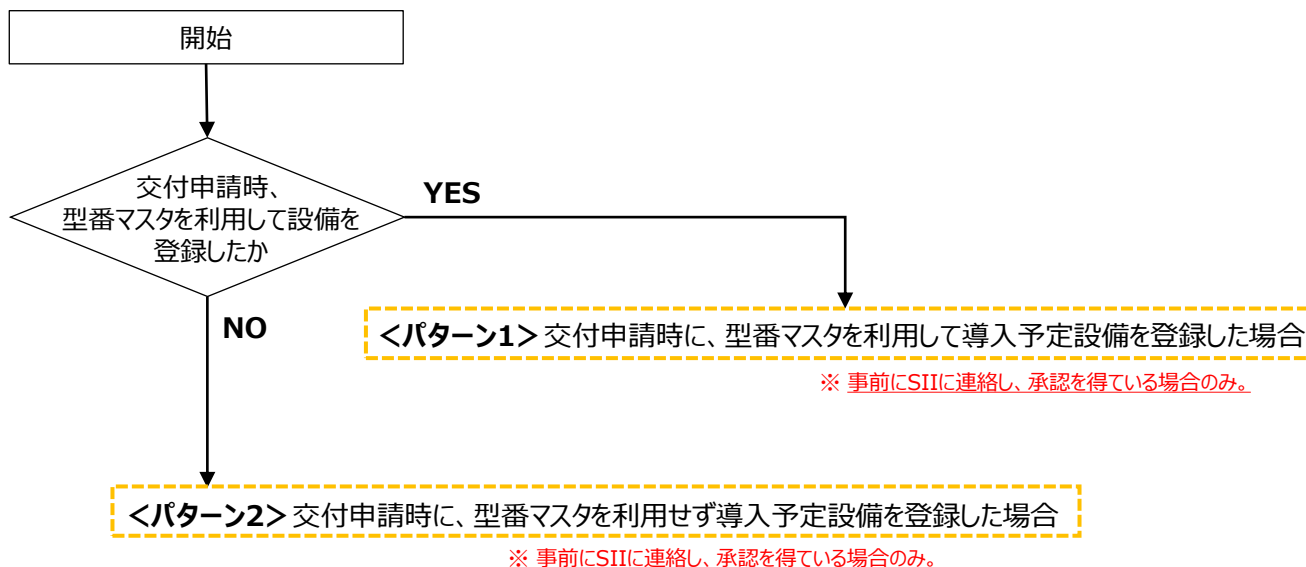 開始
交付申請時、
型番マスタを利用して設備を
登録したか
YES
NO
<パターン1> 交付申請時に、型番マスタを利用して導入予定設備を登録した場合
※ 事前にSIIに連絡し、承認を得ている場合のみ。
<パターン2> 交付申請時に、型番マスタを利用せず導入予定設備を登録した場合
※ 事前にSIIに連絡し、承認を得ている場合のみ。